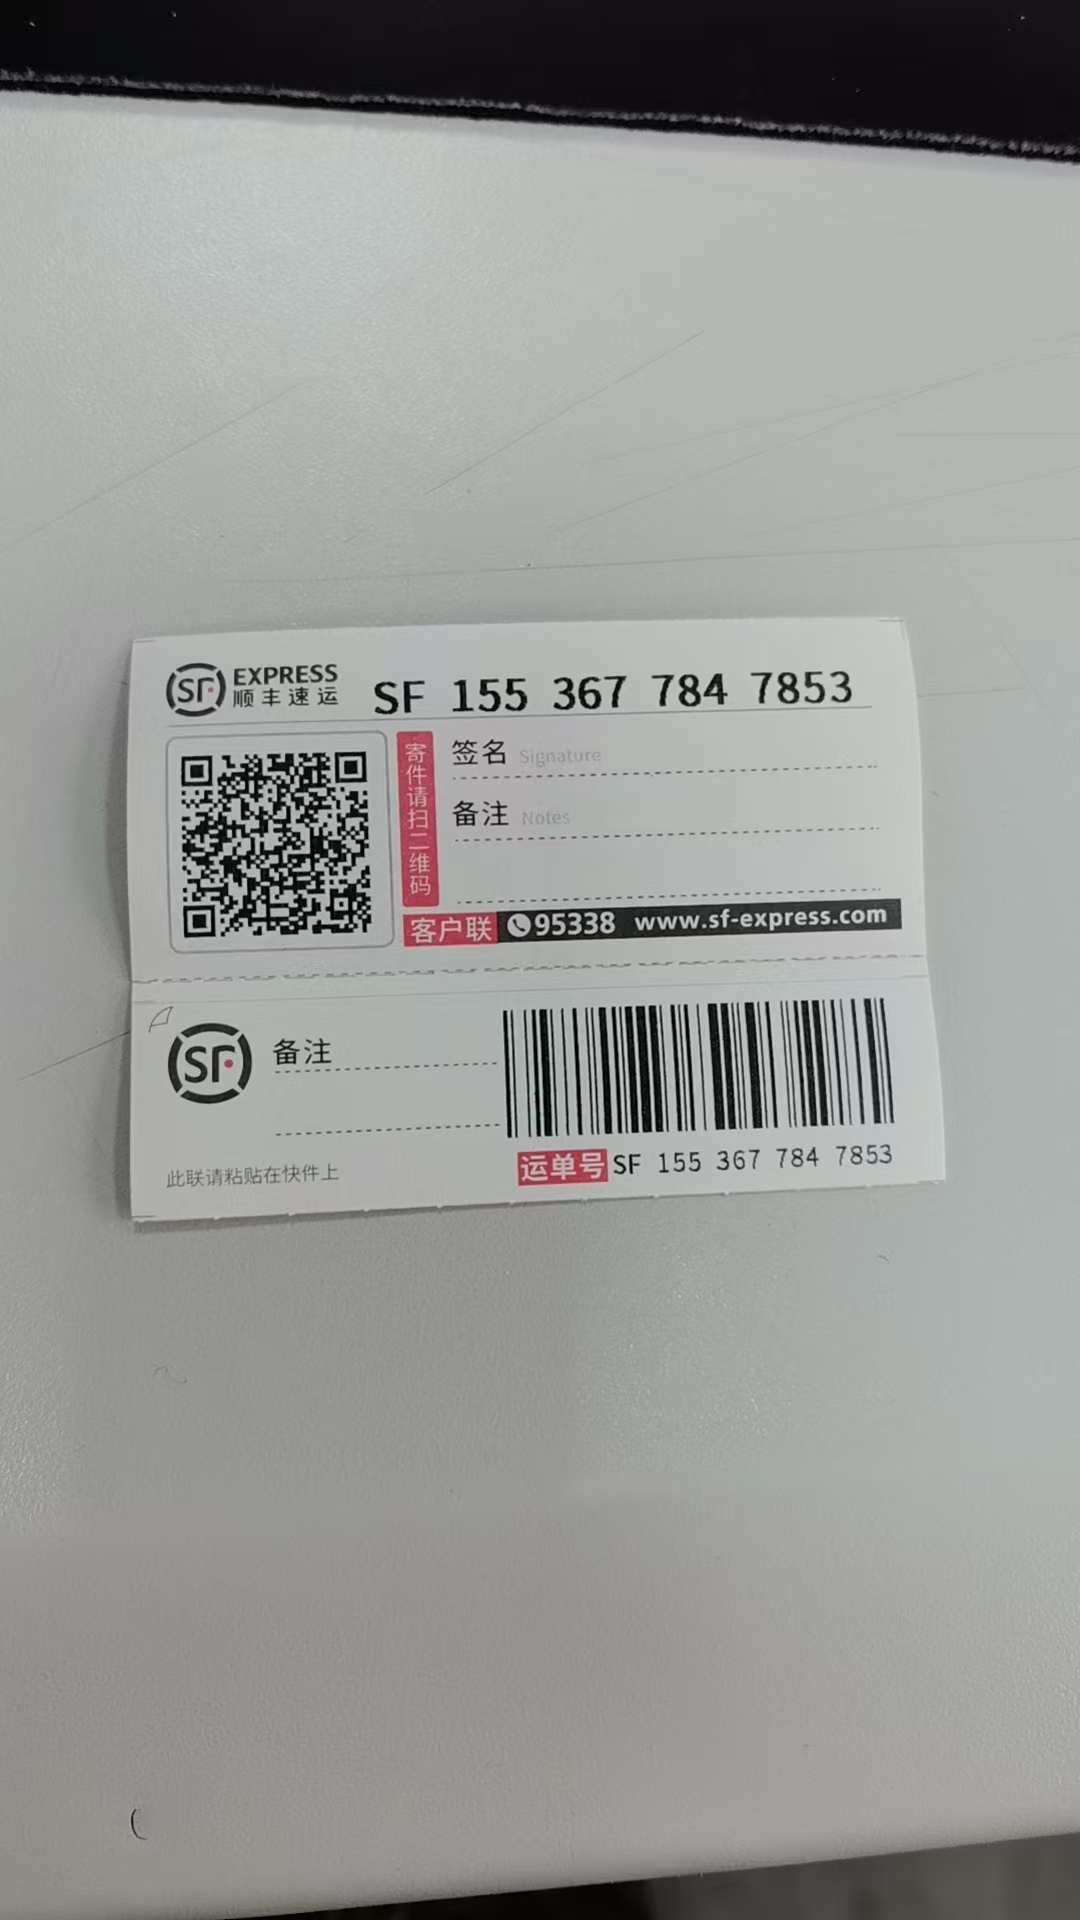 SF EXPRESS
顺丰速运
SF 155 367 784 7853
寄件请扫二维码
签名 Signature
备注 Notes
客户联 95338 www.sf-express.com
SF 备注
此联请粘贴在快件上
运单号 SF 155 367 784 7853